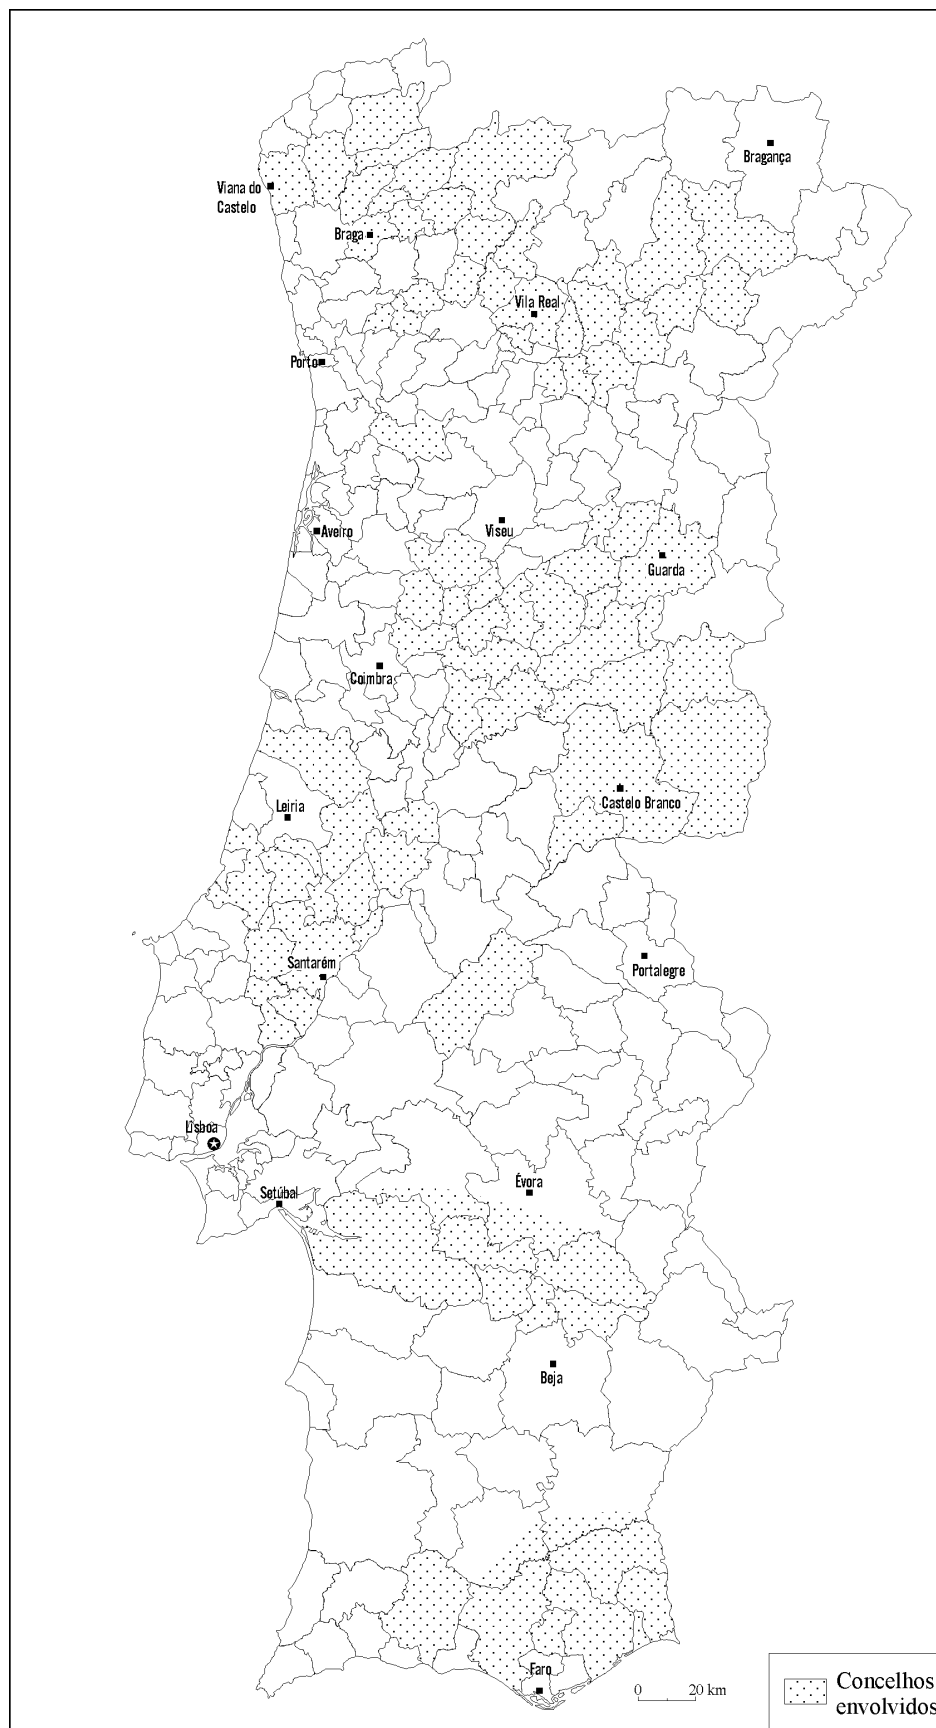 Bragança
Viana do
Castelo
Braga
Vila Real
Porto
Aveiro
Viseu
Guarda
Coimbra
Castelo Branco
Leiria
Santarém
Portalegre
Lisboa
Évora
Setúbal
Beja
Faro
0 20 km
Concelhos
envolvidos